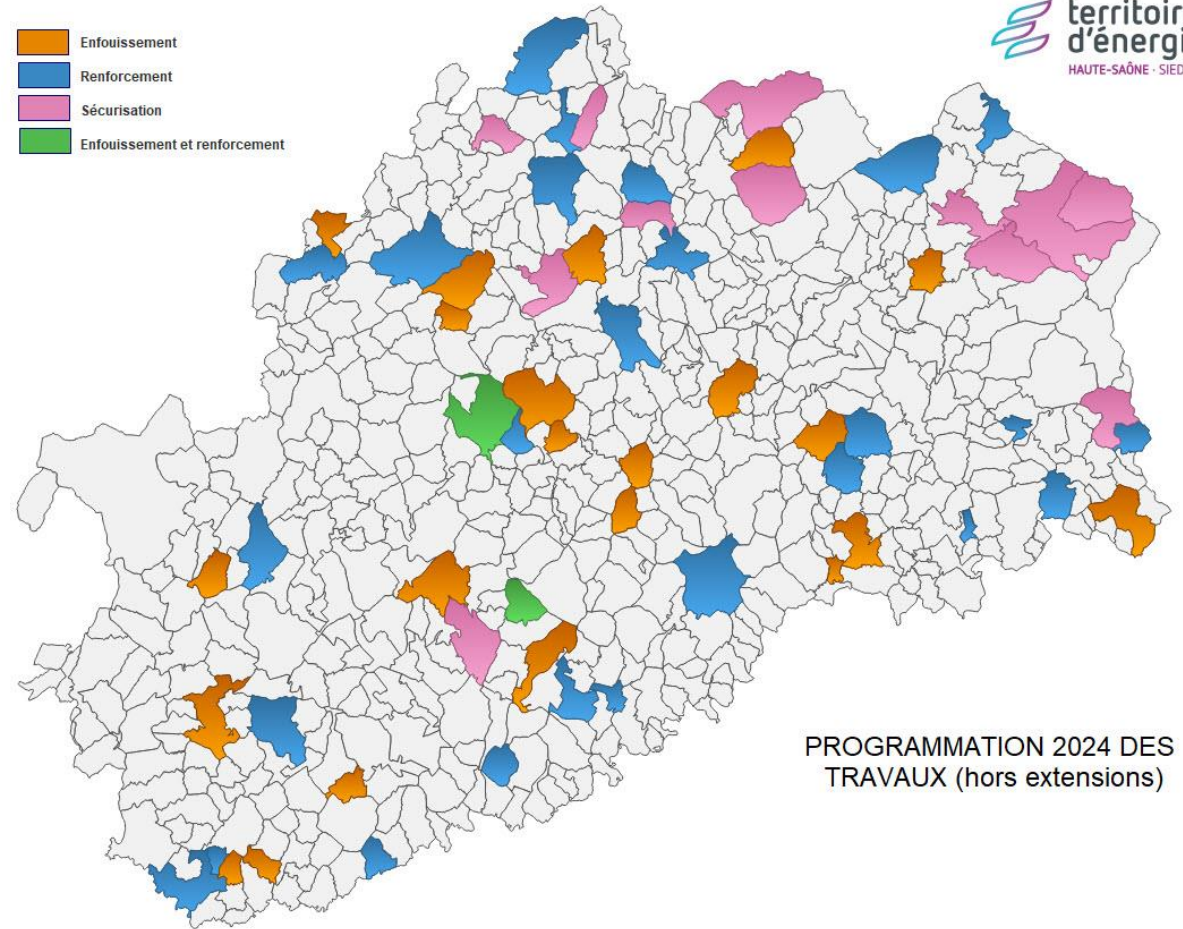 Enfouissement
Renforcement
Sécurisation
Enfouissement et renforcement
territoir
d'énergi
HAUTE-SAÔNE · SIED
PROGRAMMATION 2024 DES
TRAVAUX (hors extensions)